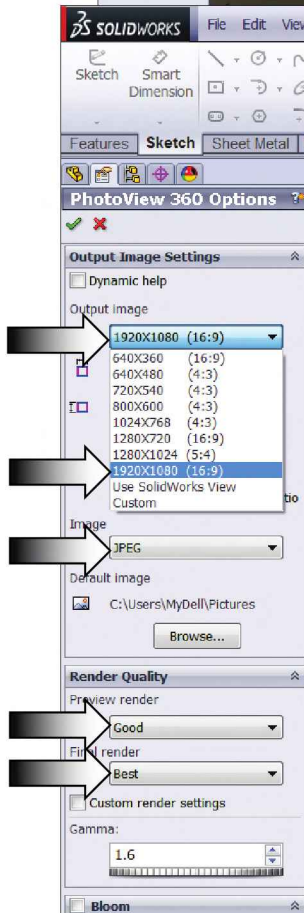 SOLIDWORKS File Edit View
Sketch Smart Dimension
Features Sketch Sheet Metal
PhotoView 360 Options ?
Output Image Settings
Dynamic help
Output image
1920X1080 (16:9)
640X360 (16:9)
640X480 (4:3)
720X540 (4:3)
800X600 (4:3)
1024X768 (4:3)
1280X720 (16:9)
1280X1024 (5:4)
1920X1080 (16:9)
Use SolidWorks View
Custom
tio
Image
JPEG
Default image
C:\Users\MyDell\Pictures
Browse...
Render Quality
Preview render
Good
Final render
Best
Custom render settings
Gamma:
1.6
Bloom